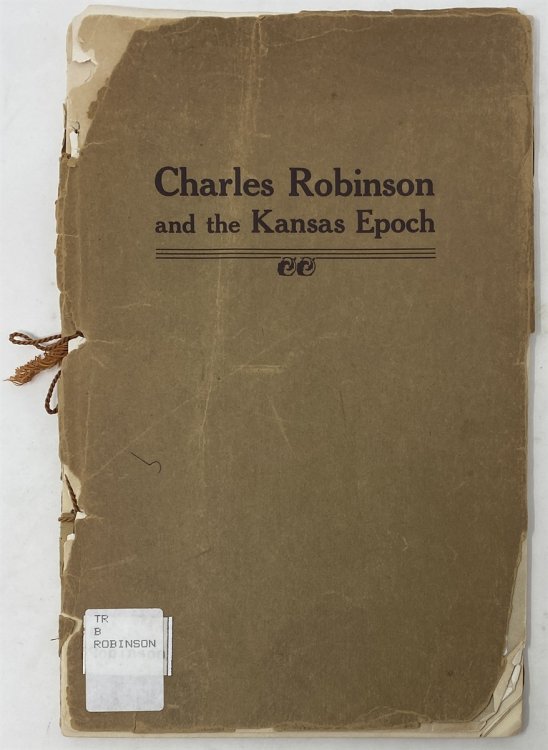 Charles Robinson
and the Kansas Epoch
TR
B
ROBINSON